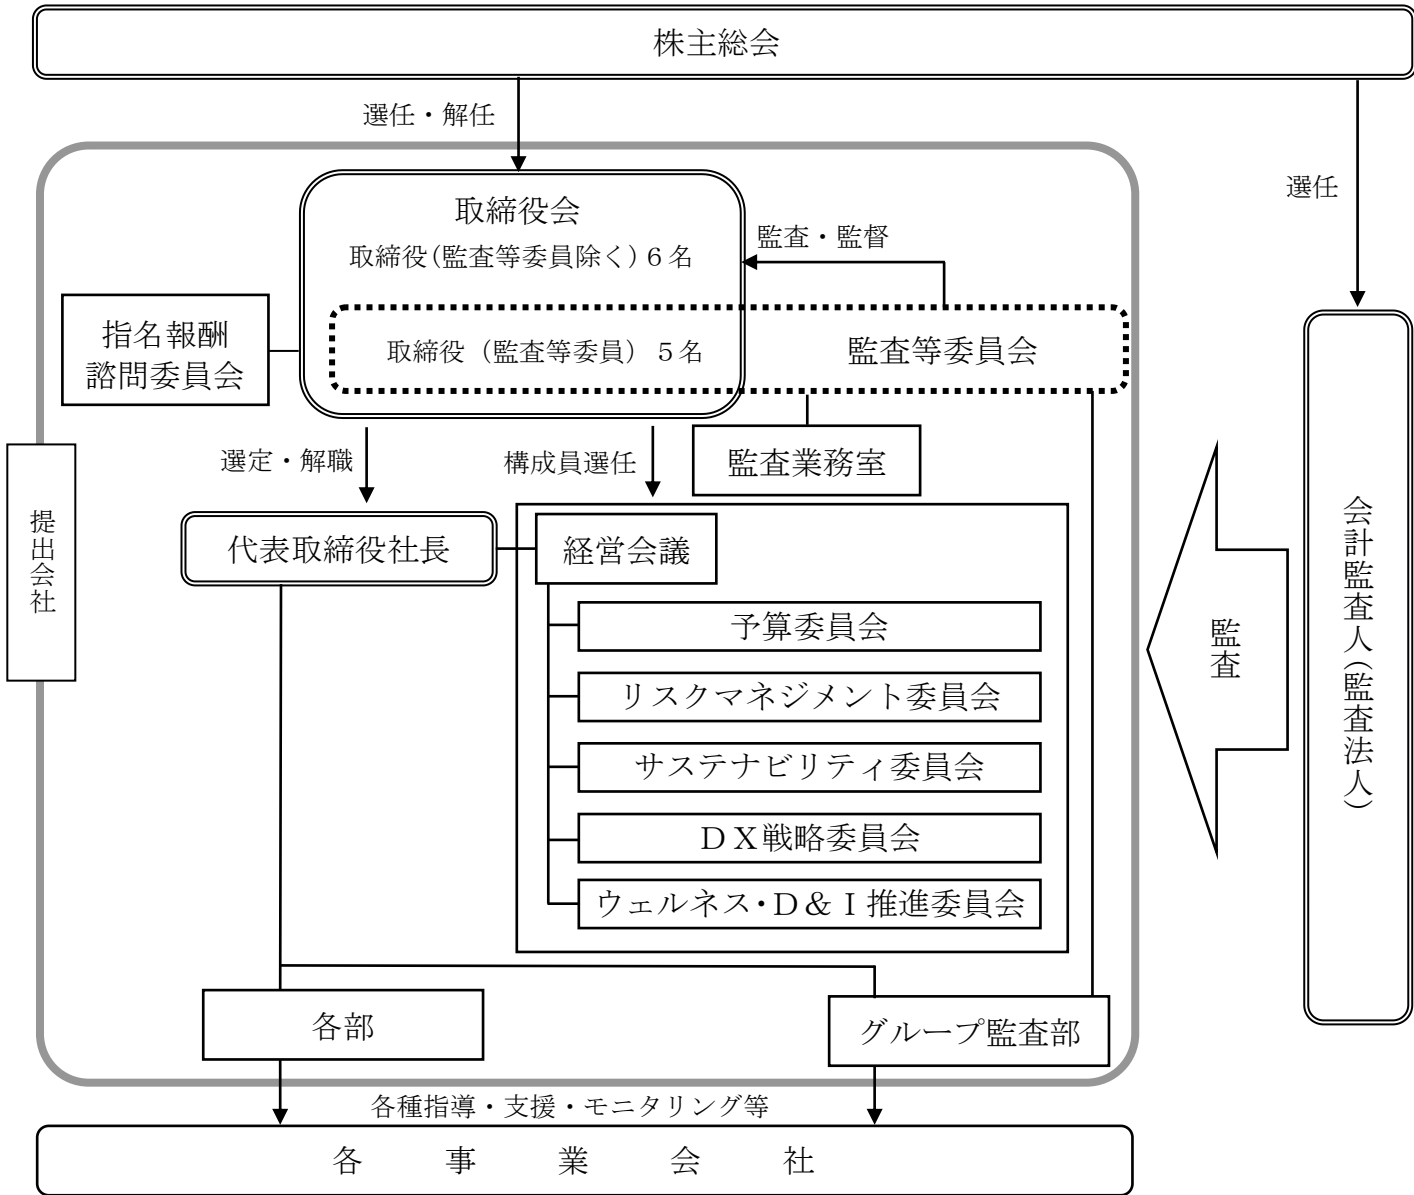 株主総会
選任・解任
選任
取締役会
監査・監督
取締役(監査等委員除く)６名
指名報酬
諮問委員会
取締役（監査等委員）５名
監査等委員会
選定・解職
構成員選任
監査業務室
提出会社
代表取締役社長
経営会議
会計監査人(監査法人)
予算委員会
監査
リスクマネジメント委員会
サステナビリティ委員会
ＤＸ戦略委員会
ウェルネス・Ｄ＆Ｉ推進委員会
各部
グループ監査部
各種指導・支援・モニタリング等
各　事　業　会　社